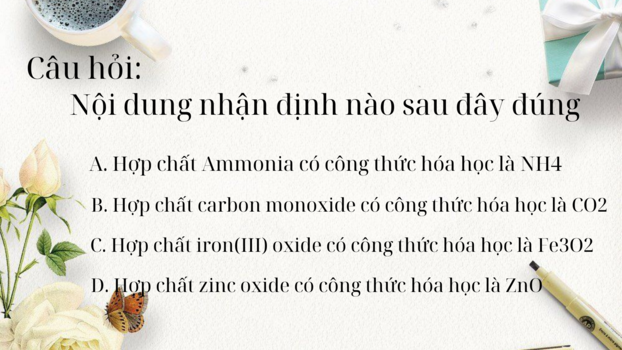 Câu hỏi:
Nội dung nhận định nào sau đây đúng
A. Hợp chất Ammonia có công thức hóa học là NH4
B. Hợp chất carbon monoxide có công thức hóa học là CO2
C. Hợp chất iron(III) oxide có công thức hóa học là Fe3O2
D. Hợp chất zinc oxide có công thức hóa học là ZnO